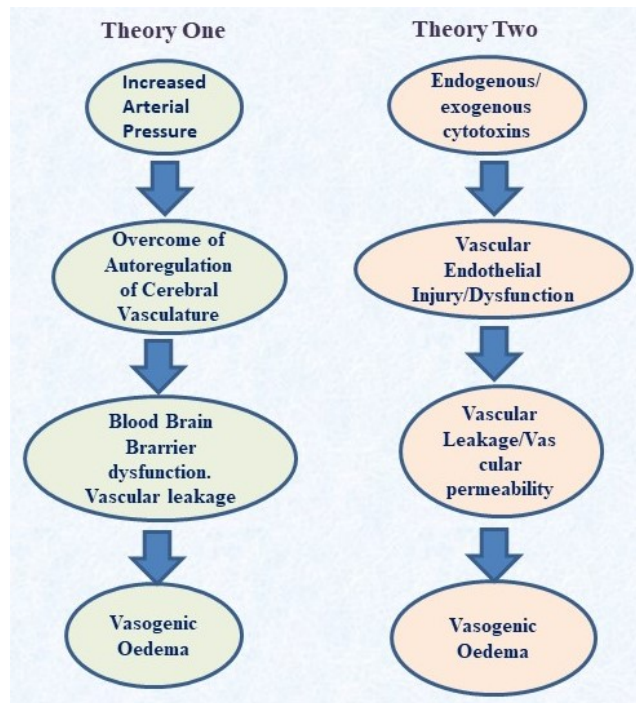 Theory One
Increased
Arterial
Pressure
Overcome of
Autoregulation
of Cerebral
Vasculature
Blood Brain
Brarrier
dysfunction.
Vascular leakage
Vasogenic
Oedema
Theory Two
Endogenous/
exogenous
cytotoxins
Vascular
Endothelial
Injury/Dysfunction
Vascular
Leakage/Vas
cular
permeability
Vasogenic
Oedema